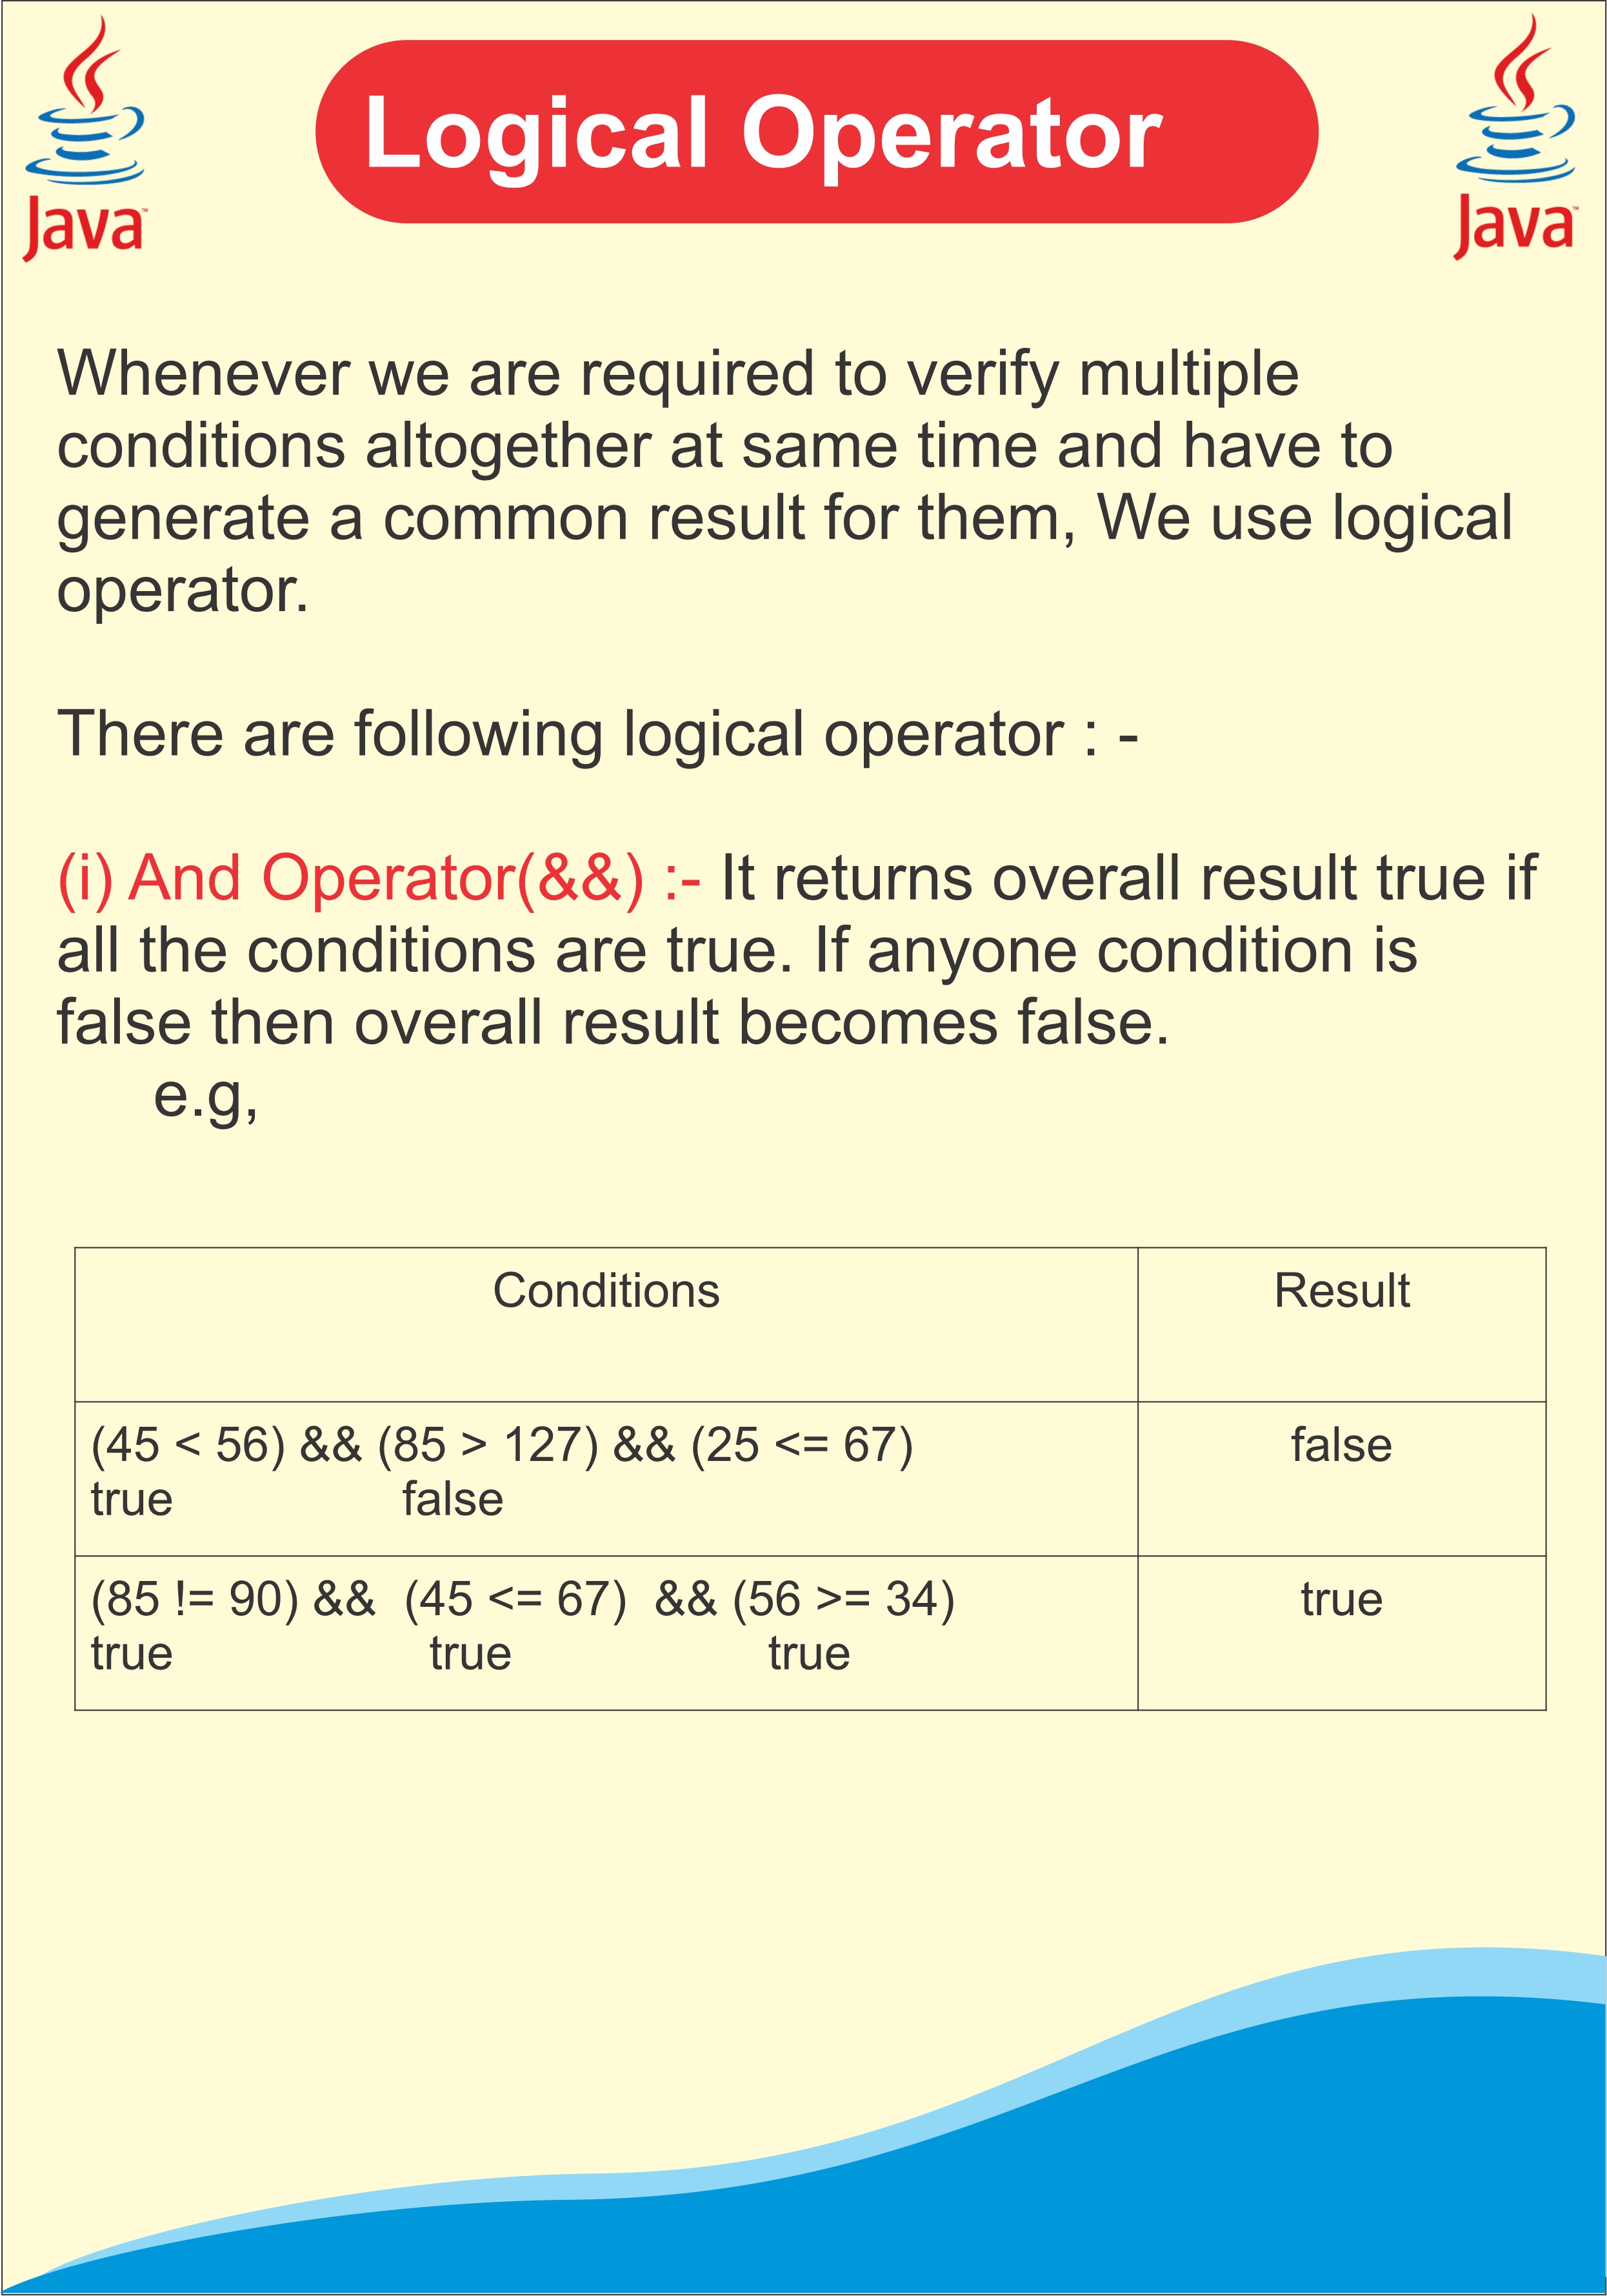 Java™
Logical Operator
Java™
Whenever we are required to verify multiple
conditions altogether at same time and have to
generate a common result for them, We use logical
operator.
There are following logical operator : -
(i) And Operator(&&) :- It returns overall result true if
all the conditions are true. If anyone condition is
false then overall result becomes false.
e.g,
Conditions Result
(45 < 56) && (85 > 127) && (25 <= 67) false
true false
(85 != 90) && (45 <= 67) && (56 >= 34) true
true true true